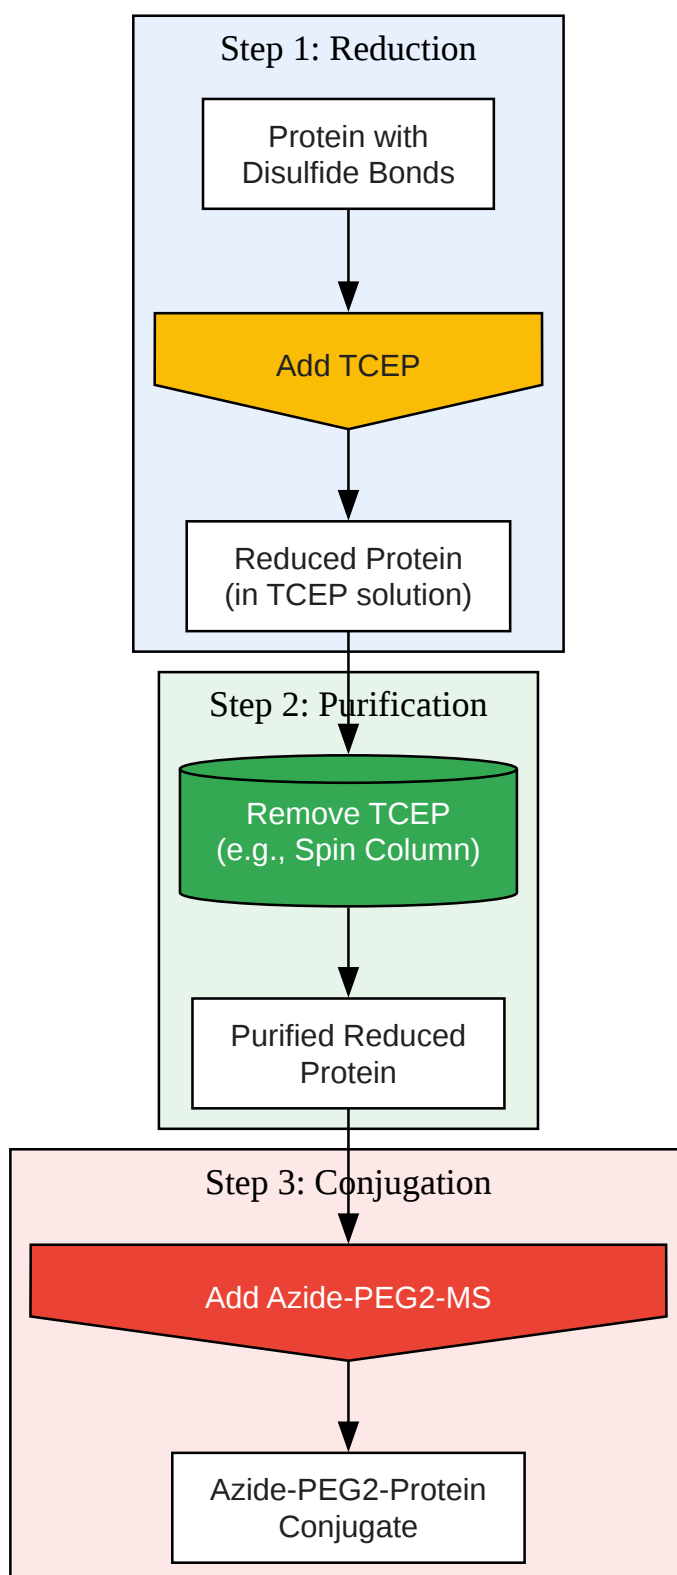 Step 1: Reduction
Protein with
Disulfide Bonds
Add TCEP
Reduced Protein
(in TCEP solution)
Step 2: Purification
Remove TCEP
(e.g., Spin Column)
Purified Reduced
Protein
Step 3: Conjugation
Add Azide-PEG2-MS
Azide-PEG2-Protein
Conjugate